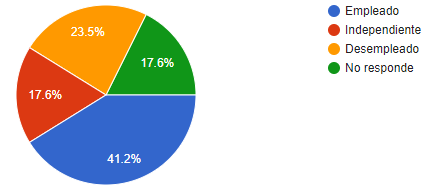 Empleado
Independiente
Desempleado
No responde
23.5%
17.6%
17.6%
41.2%